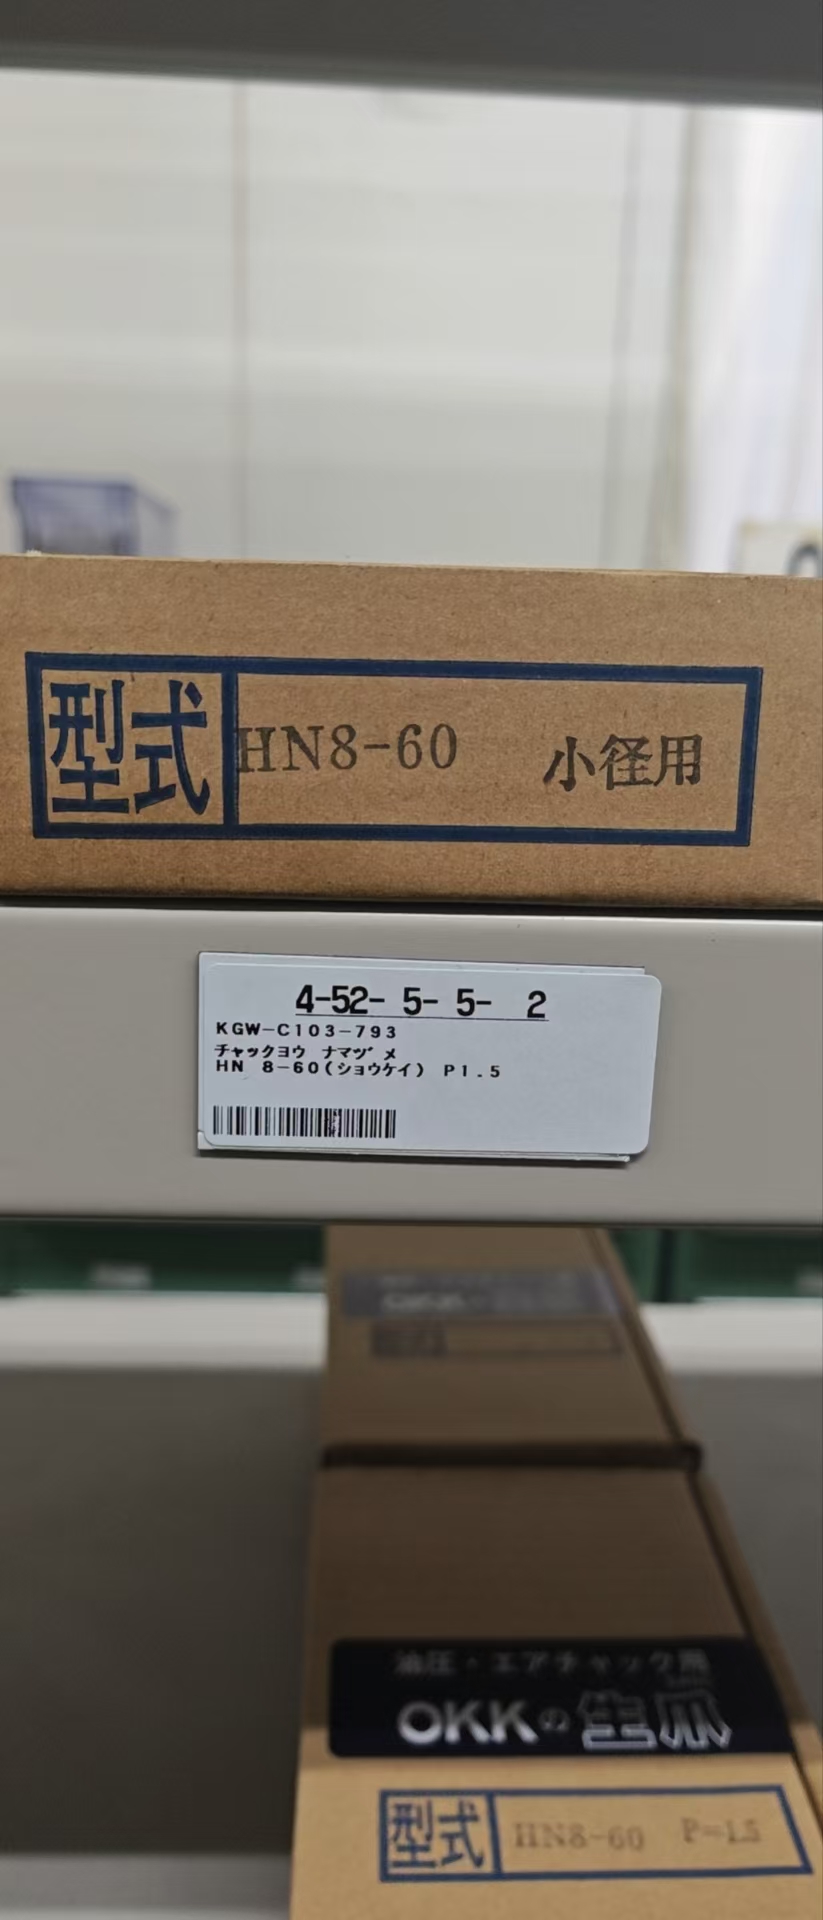 型式 HN8-60 小径用
4-52- 5- 5- 2
KGW-C103-793
チャックヨウ ナマヅメ
HN 8-60(ショウケイ) P1.5
OKK
油圧・エアチャック用
OKKの生爪
型式 HN8-60 P=1.5